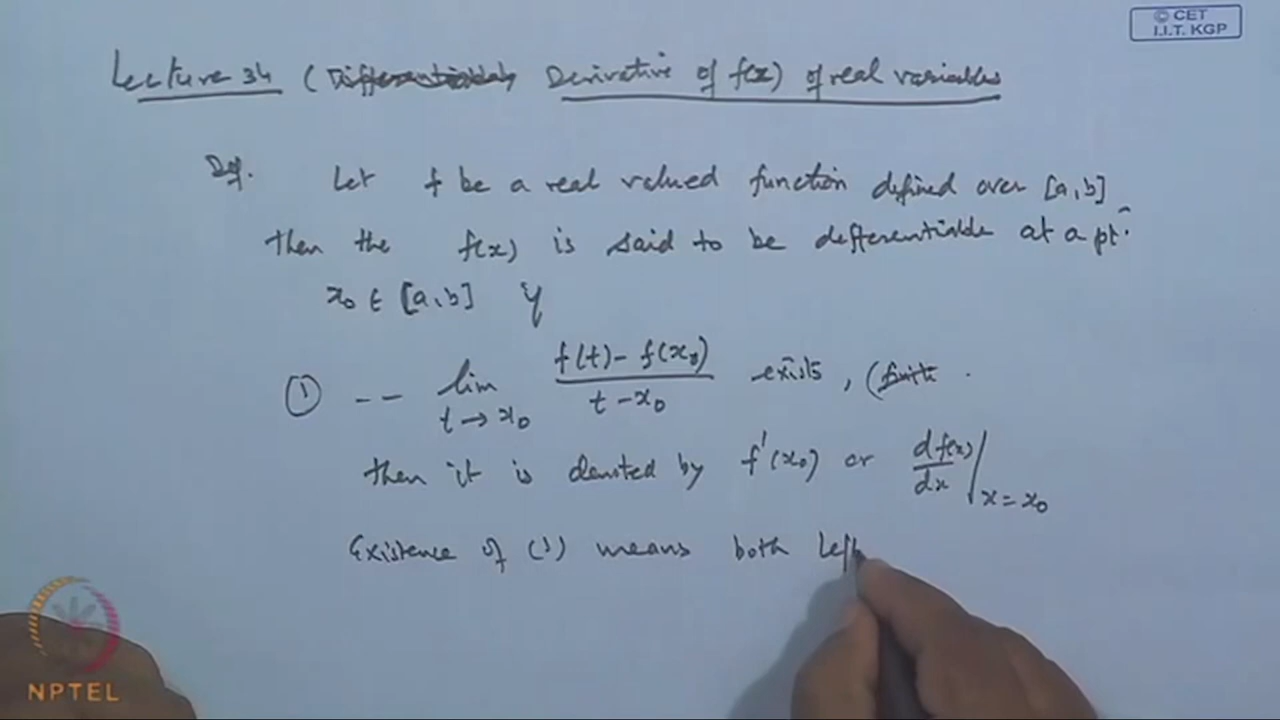 © CET
I.I.T. KGP
Lecture 34 ( Derivative of f(x) of real variables
Def. Let f be a real valued function defined over [a,b]
then the f(x) is said to be differentiable at a pt.
x₀ ∈ [a,b] if
① -- lim t→x₀ (f(t) - f(x₀))/(t - x₀) exists, (finite .
then it is denoted by f'(x₀) or df(x)/dx |x=x₀
Existence of (1) means both Left
NPTEL